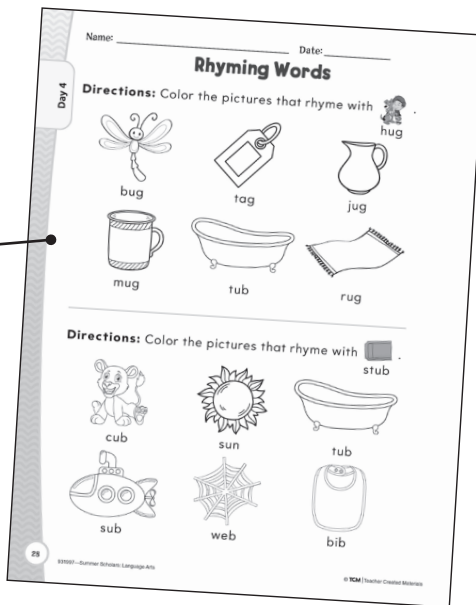 Name: Date:
Rhyming Words
Day 4
Directions: Color the pictures that rhyme with .
hug
bug tag jug
mug tub rug
Directions: Color the pictures that rhyme with .
stub
cub sun tub
sub web bib
28
© TCM | Teacher Created Materials